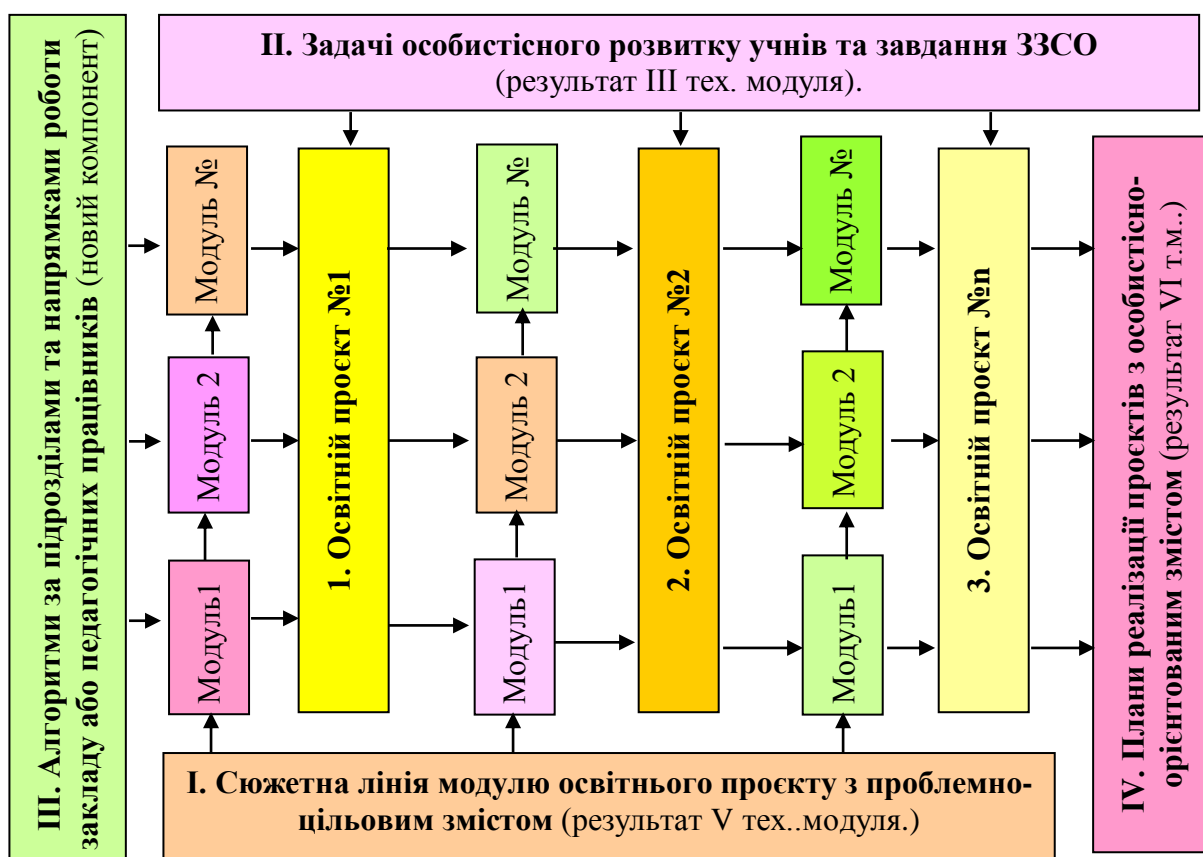 ІІІ. Алгоритми за підрозділами та напрямками роботи
закладу або педагогічних працівників (новий компонент)
ІІ. Задачі особистісного розвитку учнів та завдання ЗЗСО
(результат ІІІ тех. модуля).
Модуль №
Модуль 2
Модуль1
1. Освітній проєкт №1
Модуль №
Модуль 2
Модуль1
2. Освітній проєкт №2
Модуль №
Модуль 2
Модуль1
3. Освітній проєкт №n
IV. Плани реалізації проєктів з особистісно-
орієнтованим змістом (результат VI т.м..)
І. Сюжетна лінія модулю освітнього проєкту з проблемно-
цільовим змістом (результат V тех..модуля.)